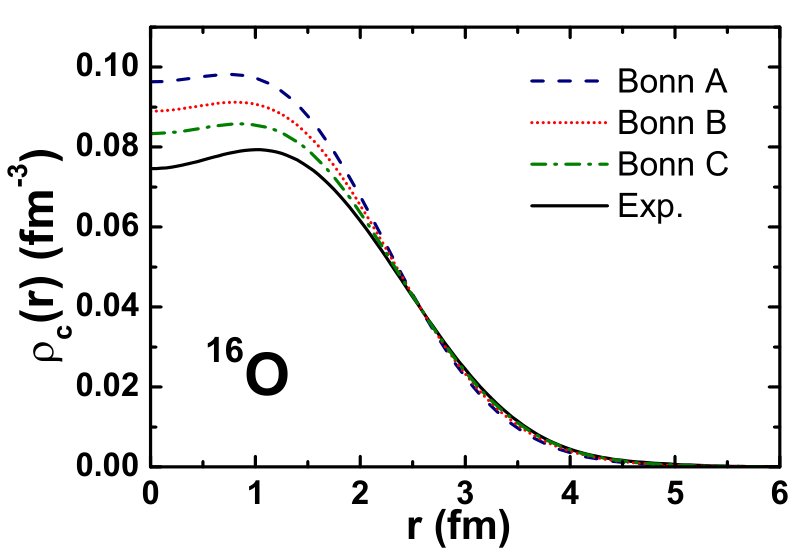 0.10
0.08
0.06
0.04
0.02
0.00
ρc(r) (fm-3)
Bonn A
Bonn B
Bonn C
Exp.
16O
0 1 2 3 4 5 6
r (fm)